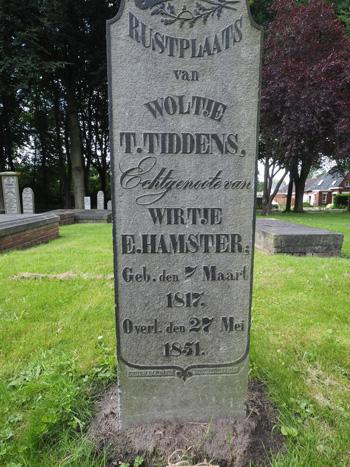 RUSTPLAATS
van
WOLTJE
T. TIDDENS,
Echtgenoote van
WIRTJE
E. HAMSTER;
Geb. den 7 Maart
1817.
Overl. den 27 Mei
1851.